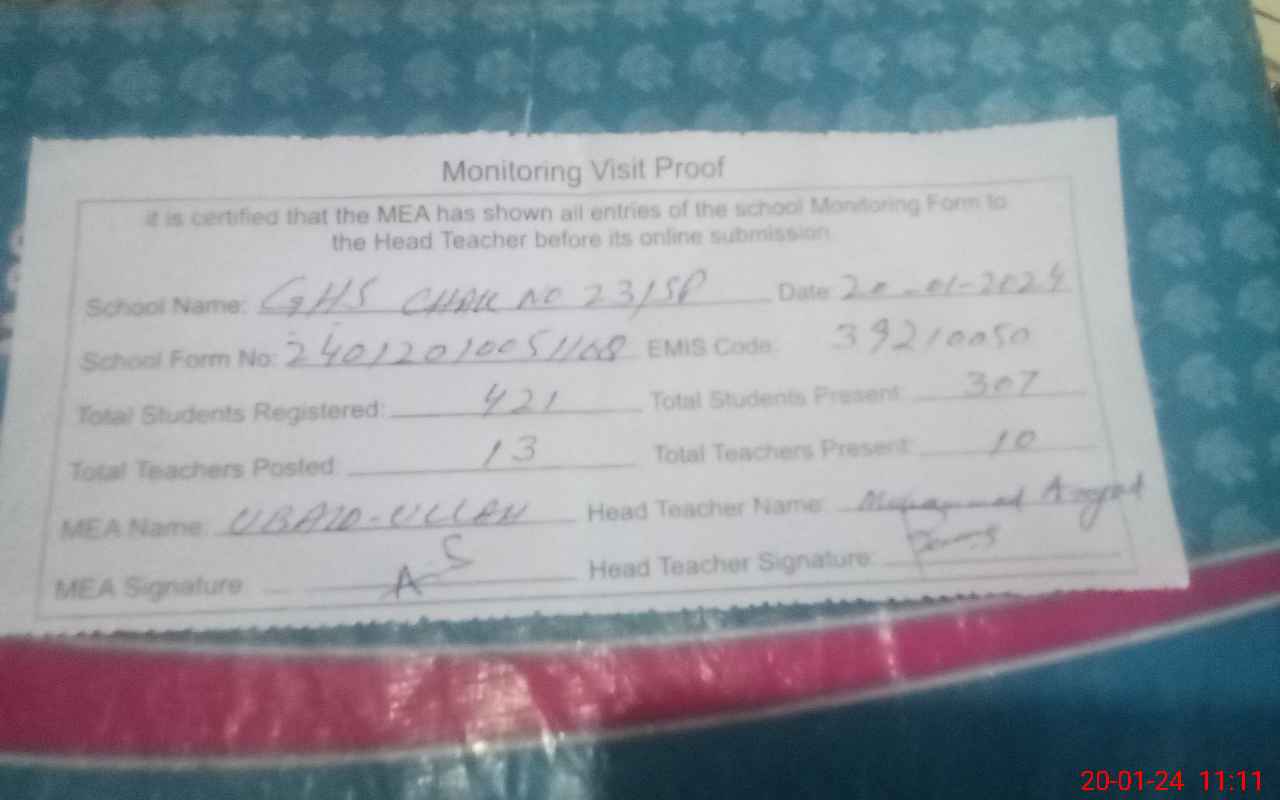 Monitoring Visit Proof
it is certified that the MEA has shown all entries of the school Monitoring Form to
the Head Teacher before its online submission
School Name: GHS CHAK NO 23/SP Date 20-01-2024
School Form No: 24012010051168 EMIS Code: 39210050
Total Students Registered: 421 Total Students Present: 307
Total Teachers Posted 13 Total Teachers Present: 10
MEA Name: UBAID-ULLAH Head Teacher Name: Muhammad Amjad
MEA Signature AS Head Teacher Signature:
20-01-24 11:11